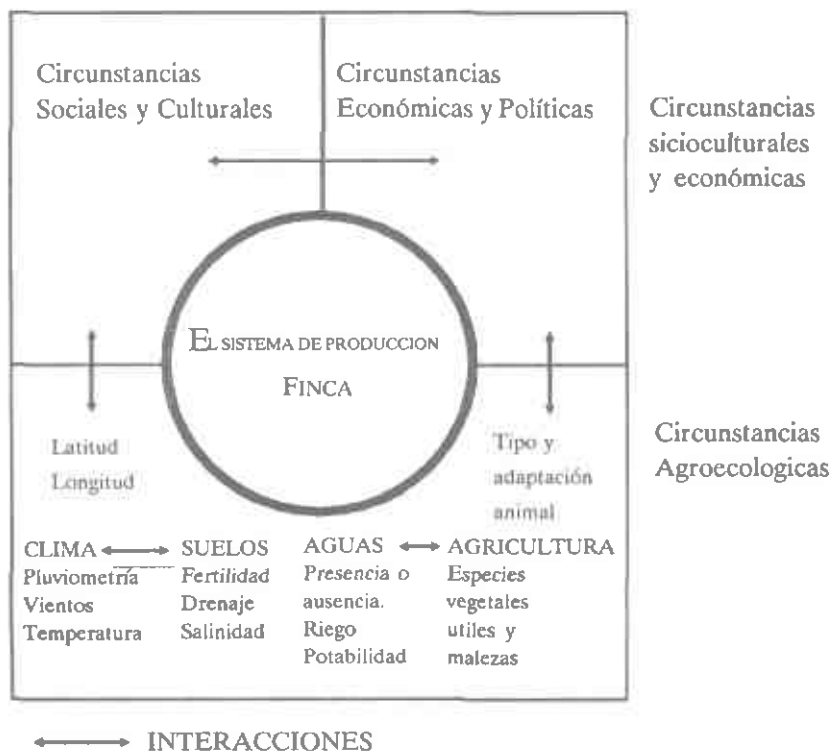 Circunstancias
Sociales y Culturales
Circunstancias
Económicas y Políticas
Circunstancias
sicioculturales
y económicas
EL SISTEMA DE PRODUCCION
FINCA
Latitud
Longitud
Tipo y
adaptación
animal
Circunstancias
Agroecologicas
CLIMA
Pluviometría
Vientos
Temperatura
SUELOS
Fertilidad
Drenaje
Salinidad
AGUAS
Presencia o
ausencia.
Riego
Potabilidad
AGRICULTURA
Especies
vegetales
utiles y
malezas
INTERACCIONES